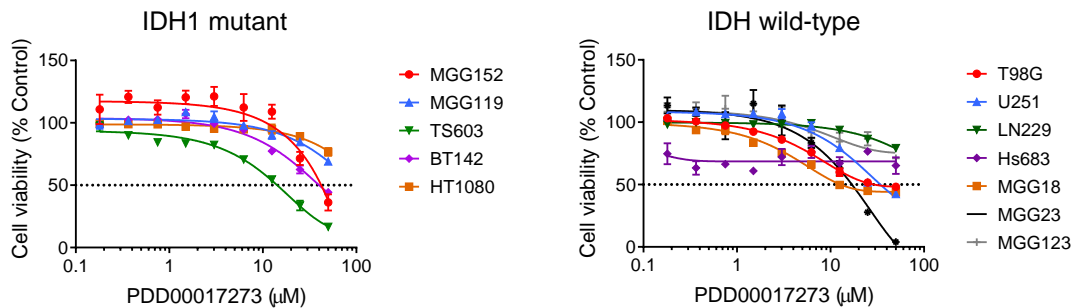 IDH1 mutant
Cell viability (% Control)
150
100
50
0
0.1
1
10
100
PDD00017273 (μM)
MGG152
MGG119
TS603
BT142
HT1080
IDH wild-type
Cell viability (% Control)
150
100
50
0
0.1
1
10
100
PDD00017273 (μM)
T98G
U251
LN229
Hs683
MGG18
MGG23
MGG123